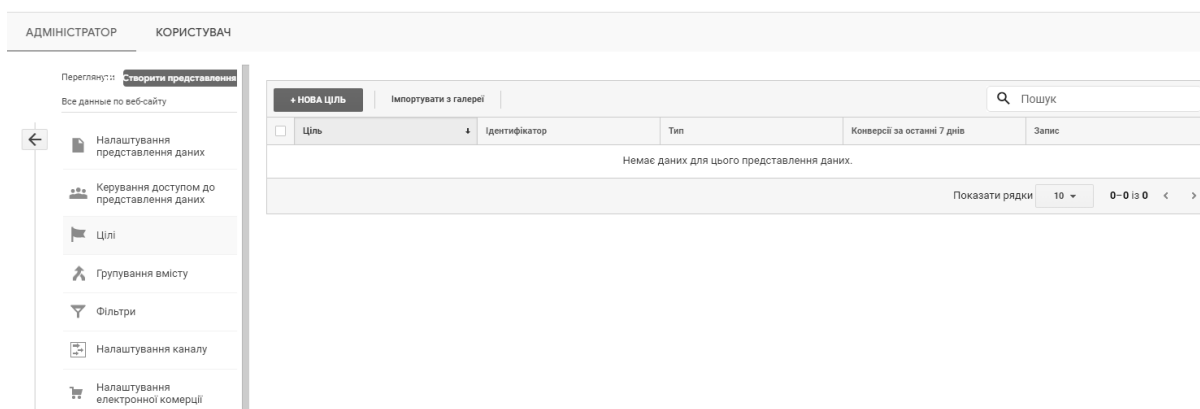 АДМІНІСТРАТОР КОРИСТУВАЧ
Переглянути Створити представлення
Все данные по веб-сайту
+ НОВА ЦІЛЬ Імпортувати з галереї Пошук
Ціль Ідентифікатор Тип Конверсії за останні 7 днів Запис
Немає даних для цього представлення даних.
Показати рядки 10 0–0 із 0
Налаштування
представлення даних
Керування доступом до
представлення даних
Цілі
Групування вмісту
Фільтри
Налаштування каналу
Налаштування
електронної комерції